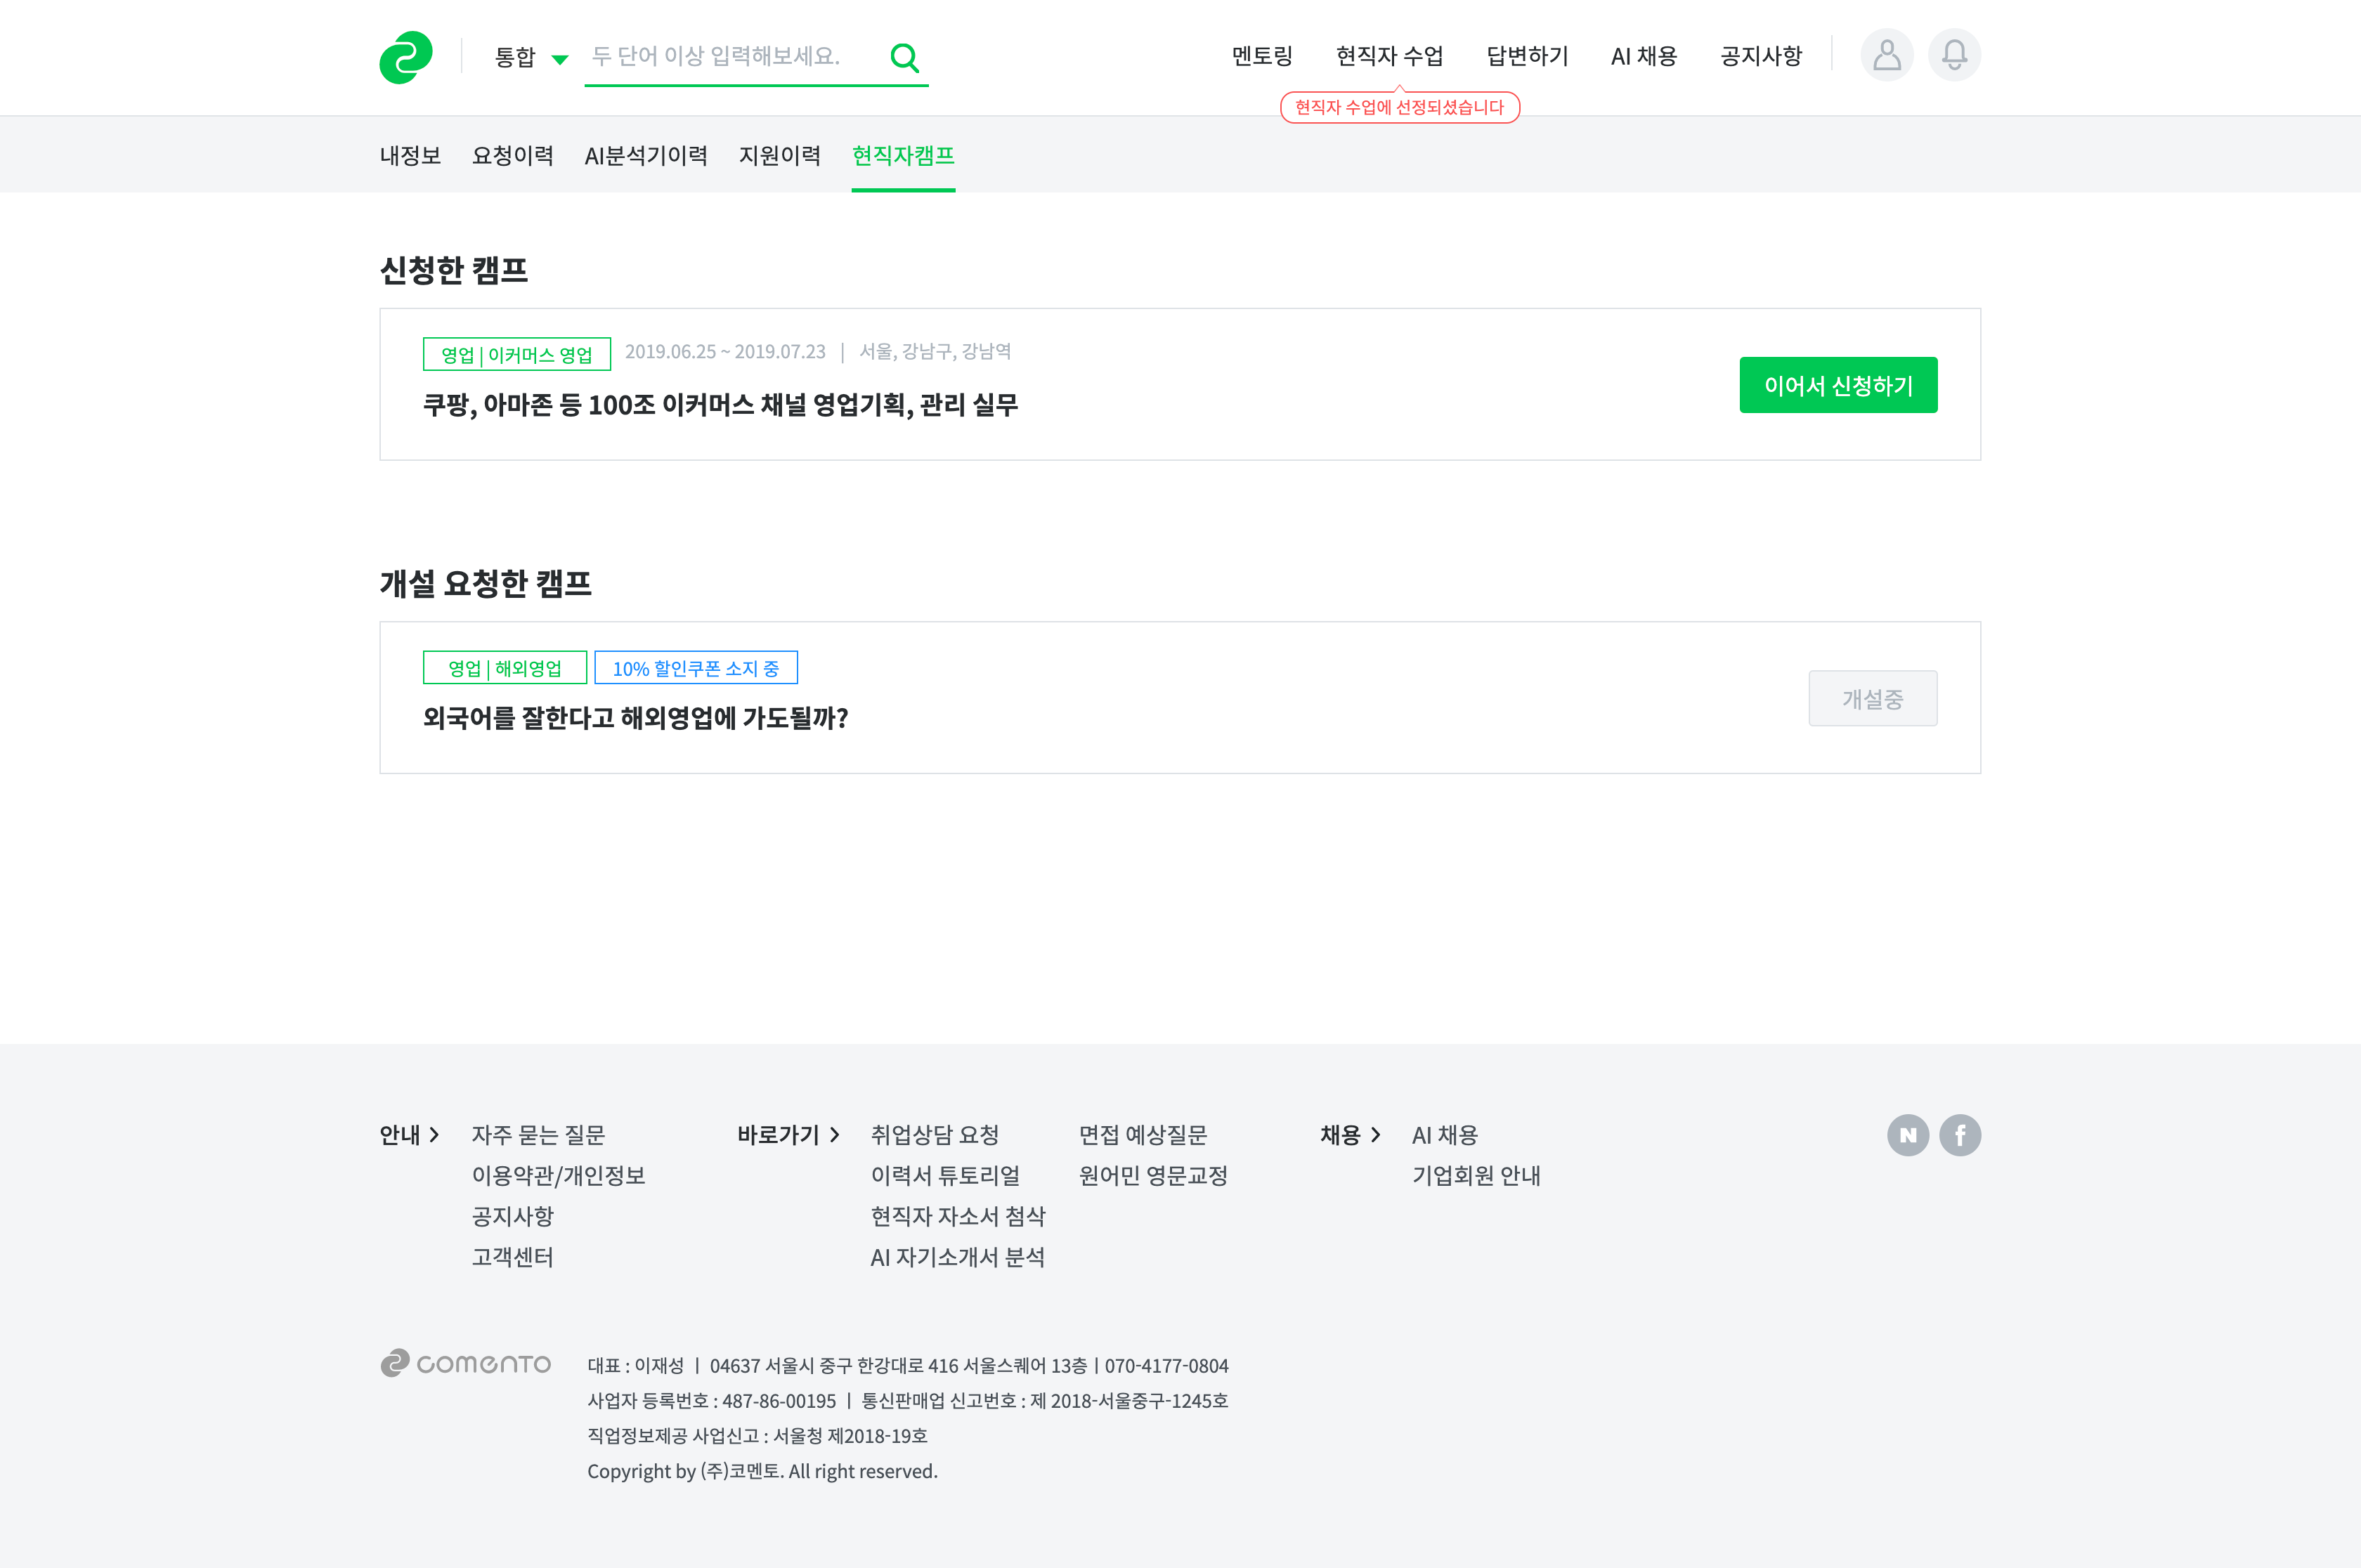 통합
두 단어 이상 입력해보세요.
멘토링 현직자 수업 답변하기 AI 채용 공지사항
현직자 수업에 선정되셨습니다
내정보 요청이력 AI분석기이력 지원이력 현직자캠프
신청한 캠프
영업 | 이커머스 영업 2019.06.25 ~ 2019.07.23 | 서울, 강남구, 강남역
쿠팡, 아마존 등 100조 이커머스 채널 영업기획, 관리 실무
이어서 신청하기
개설 요청한 캠프
영업 | 해외영업 10% 할인쿠폰 소지 중
외국어를 잘한다고 해외영업에 가도될까?
개설중
안내
자주 묻는 질문
이용약관/개인정보
공지사항
고객센터
바로가기
취업상담 요청
이력서 튜토리얼
현직자 자소서 첨삭
AI 자기소개서 분석
면접 예상질문
원어민 영문교정
채용
AI 채용
기업회원 안내
N f
comento
대표 : 이재성 ㅣ 04637 서울시 중구 한강대로 416 서울스퀘어 13층ㅣ070-4177-0804
사업자 등록번호 : 487-86-00195 ㅣ 통신판매업 신고번호 : 제 2018-서울중구-1245호
직업정보제공 사업신고 : 서울청 제2018-19호
Copyright by (주)코멘토. All right reserved.